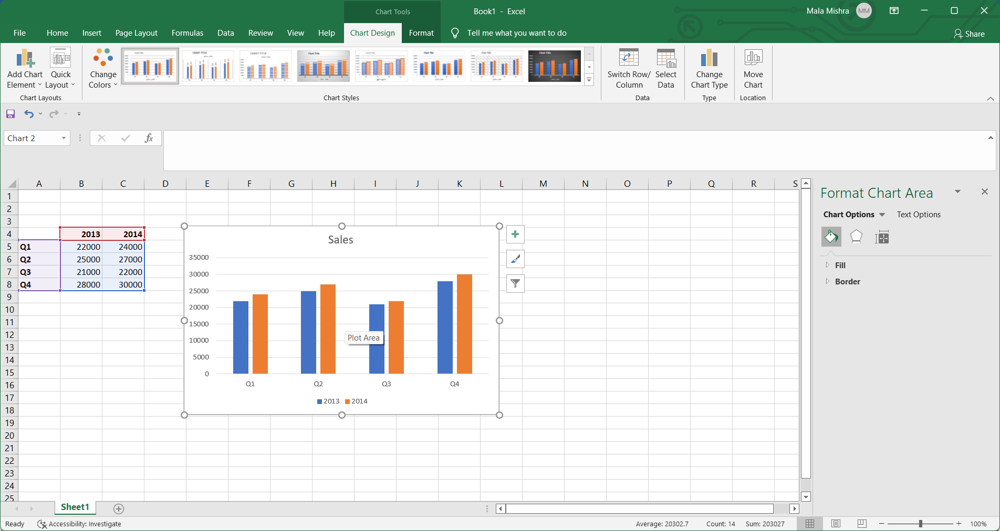 Chart Tools
Book1 - Excel
Mala Mishra MM
File Home Insert Page Layout Formulas Data Review View Help Chart Design Format Tell me what you want to do Share
Add Chart Element
Quick Layout
Chart Layouts
Change Colors
Chart Styles
Switch Row/ Column
Select Data
Data
Change Chart Type
Type
Move Chart
Location
Chart 2
fx
A B C D E F G H I J K L M N O P Q R S
1
2
3
4 2013 2014
5 Q1 22000 24000
6 Q2 25000 27000
7 Q3 21000 22000
8 Q4 28000 30000
9
10
11
12
13
14
15
16
17
18
19
20
21
22
23
24
25
Sales
35000
30000
25000
20000
15000
10000
5000
0
Plot Area
Q1 Q2 Q3 Q4
2013 2014
Format Chart Area
Chart Options Text Options
Fill
Border
Sheet1
Ready Accessibility: Investigate Average: 20302.7 Count: 14 Sum: 203027 100%